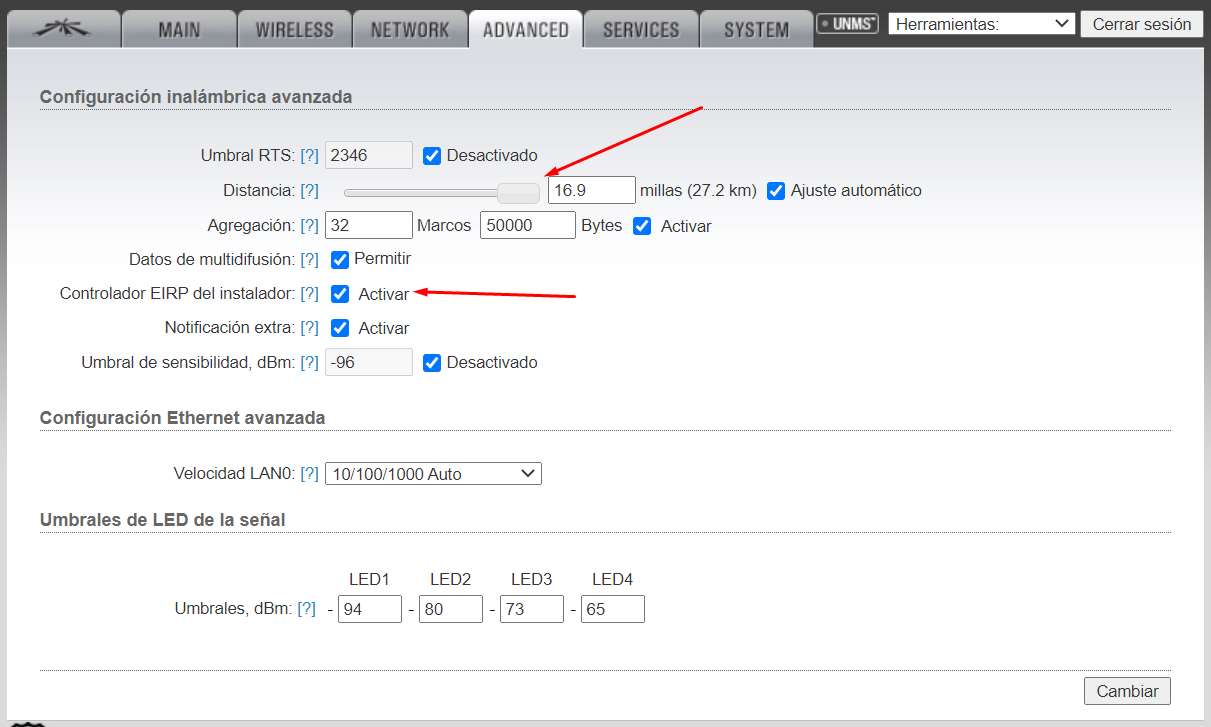 MAIN WIRELESS NETWORK ADVANCED SERVICES SYSTEM UNMS Herramientas: Cerrar sesión
Configuración inalámbrica avanzada
Umbral RTS: [?] 2346 Desactivado
Distancia: [?] 16.9 millas (27.2 km) Ajuste automático
Agregación: [?] 32 Marcos 50000 Bytes Activar
Datos de multidifusión: [?] Permitir
Controlador EIRP del instalador: [?] Activar
Notificación extra: [?] Activar
Umbral de sensibilidad, dBm: [?] -96 Desactivado
Configuración Ethernet avanzada
Velocidad LAN0: [?] 10/100/1000 Auto
Umbrales de LED de la señal
LED1 LED2 LED3 LED4
Umbrales, dBm: [?] - 94 - 80 - 73 - 65
Cambiar